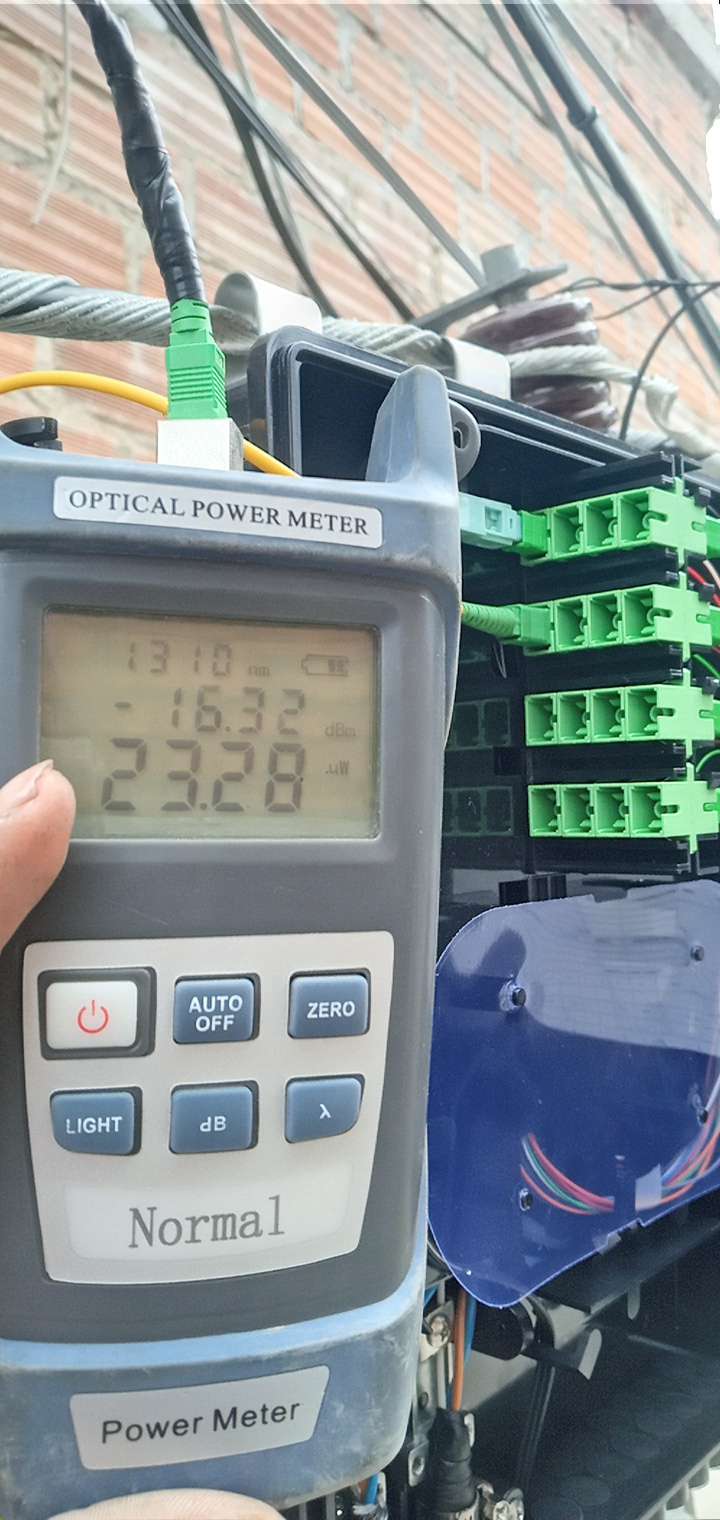 OPTICAL POWER METER
1310 nm
-16.32 dBm
23.28 uW
AUTO OFF
ZERO
LIGHT
dB
λ
Normal
Power Meter